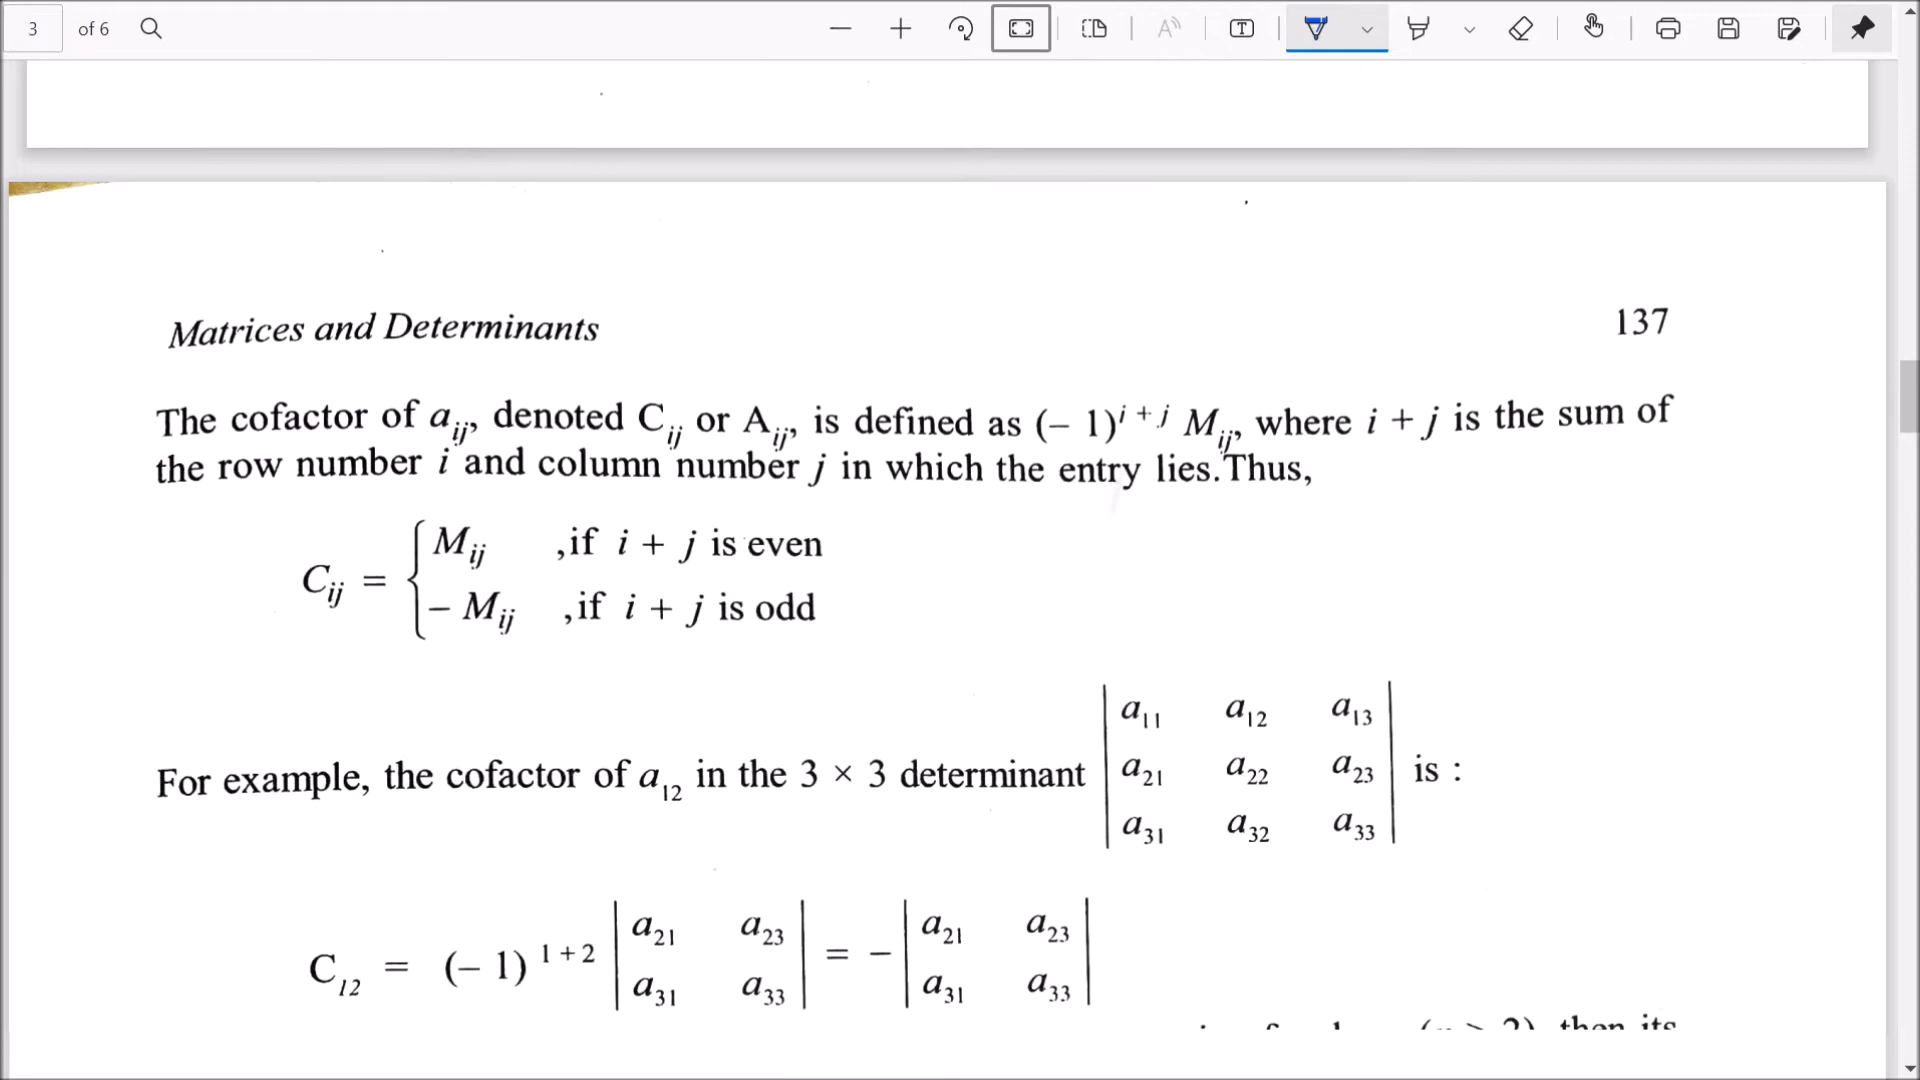 3 of 6
Matrices and Determinants 137
The cofactor of a_ij, denoted C_ij or A_ij, is defined as (– 1)^(i + j) M_ij, where i + j is the sum of
the row number i and column number j in which the entry lies. Thus,
C_ij = { M_ij ,if i + j is even
– M_ij ,if i + j is odd
a_11 a_12 a_13
For example, the cofactor of a_12 in the 3 × 3 determinant | a_21 a_22 a_23 | is :
a_31 a_32 a_33
C_12 = (– 1)^(1 + 2) | a_21 a_23 | = – | a_21 a_23 |
a_31 a_33 a_31 a_33
then its